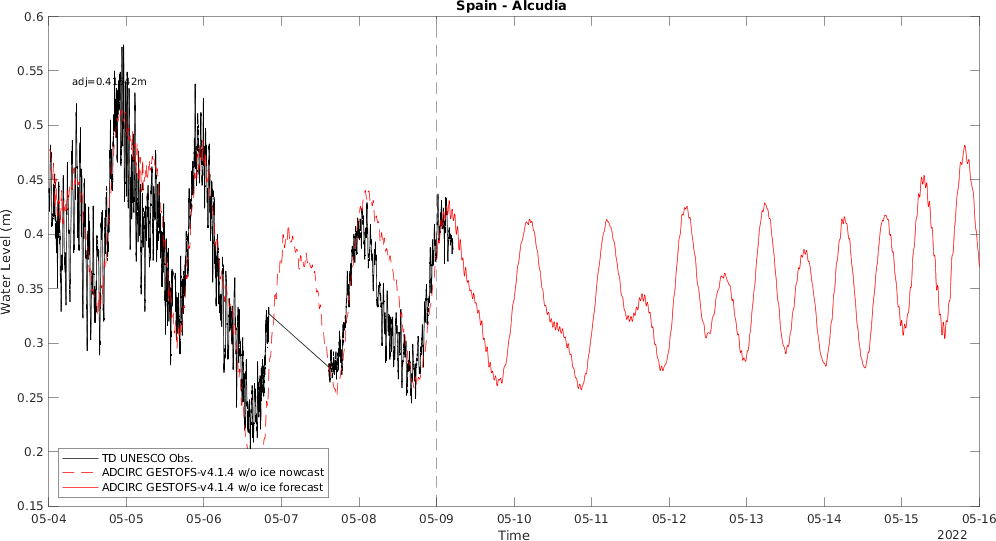 Spain - Alcudia
0.6
0.55
0.5
0.45
0.4
0.35
0.3
0.25
0.2
0.15
Water Level (m)
TD UNESCO Obs.
ADCIRC GESTOFS-v4.1.4 w/o ice nowcast
ADCIRC GESTOFS-v4.1.4 w/o ice forecast
05-04 05-05 05-06 05-07 05-08 05-09 05-10 05-11 05-12 05-13 05-14 05-15 05-16
Time
2022